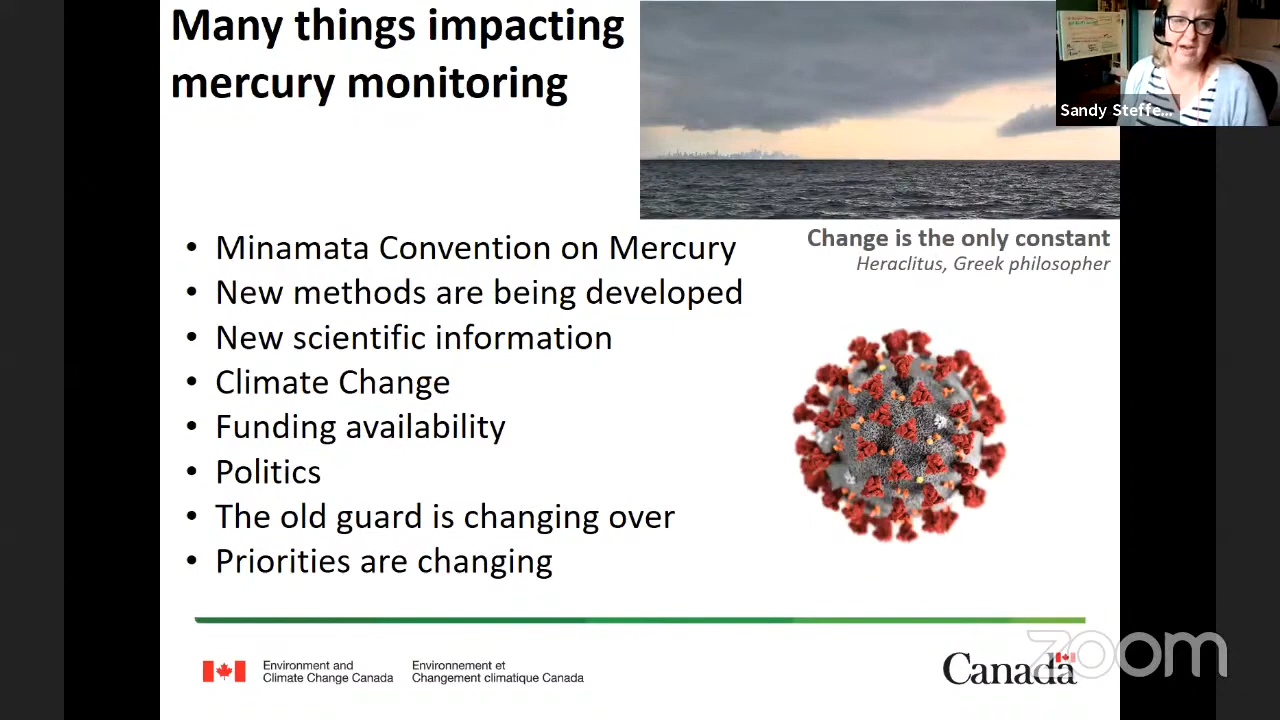 Many things impacting
mercury monitoring
Sandy Steffe...
Change is the only constant
Heraclitus, Greek philosopher
• Minamata Convention on Mercury
• New methods are being developed
• New scientific information
• Climate Change
• Funding availability
• Politics
• The old guard is changing over
• Priorities are changing
Environment and
Climate Change Canada
Environnement et
Changement climatique Canada
Canada
zoom